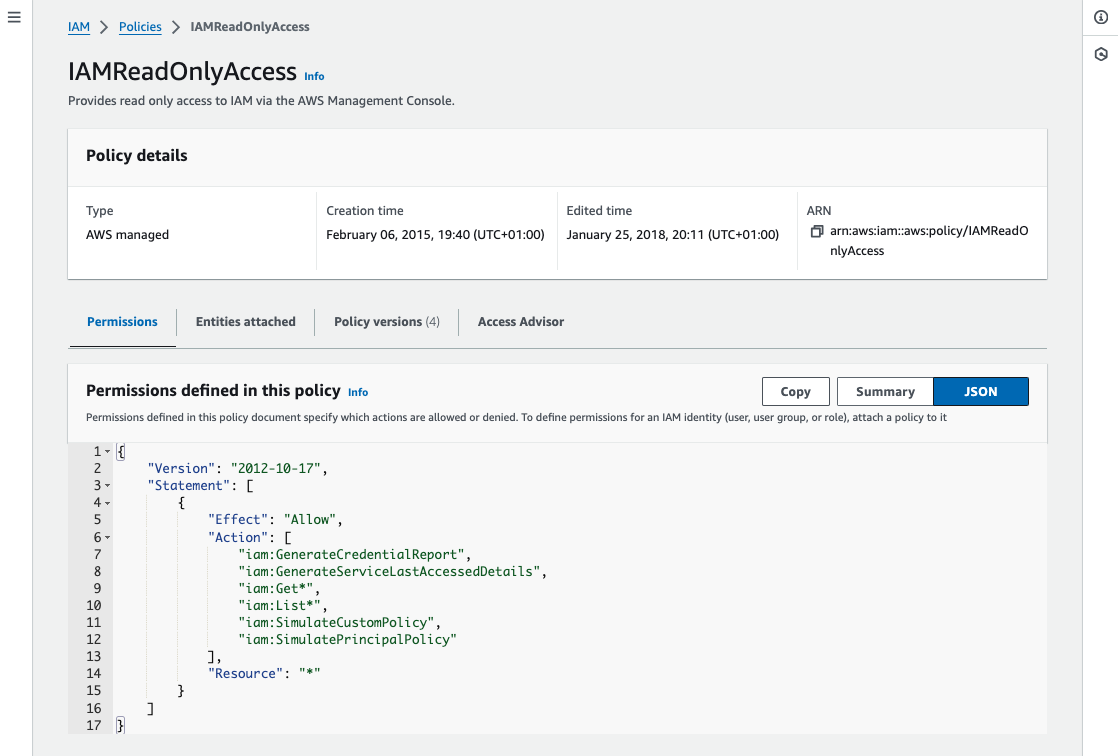 IAM > Policies > IAMReadOnlyAccess
IAMReadOnlyAccess Info
Provides read only access to IAM via the AWS Management Console.
Policy details
Type
AWS managed
Creation time
February 06, 2015, 19:40 (UTC+01:00)
Edited time
January 25, 2018, 20:11 (UTC+01:00)
ARN
arn:aws:iam::aws:policy/IAMReadO
nlyAccess
Permissions
Entities attached
Policy versions (4)
Access Advisor
Permissions defined in this policy Info
Copy
Summary
JSON
Permissions defined in this policy document specify which actions are allowed or denied. To define permissions for an IAM identity (user, user group, or role), attach a policy to it
1 {
2     "Version": "2012-10-17",
3     "Statement": [
4         {
5             "Effect": "Allow",
6             "Action": [
7                 "iam:GenerateCredentialReport",
8                 "iam:GenerateServiceLastAccessedDetails",
9                 "iam:Get*",
10                 "iam:List*",
11                 "iam:SimulateCustomPolicy",
12                 "iam:SimulatePrincipalPolicy"
13             ],
14             "Resource": "*"
15         }
16     ]
17 }